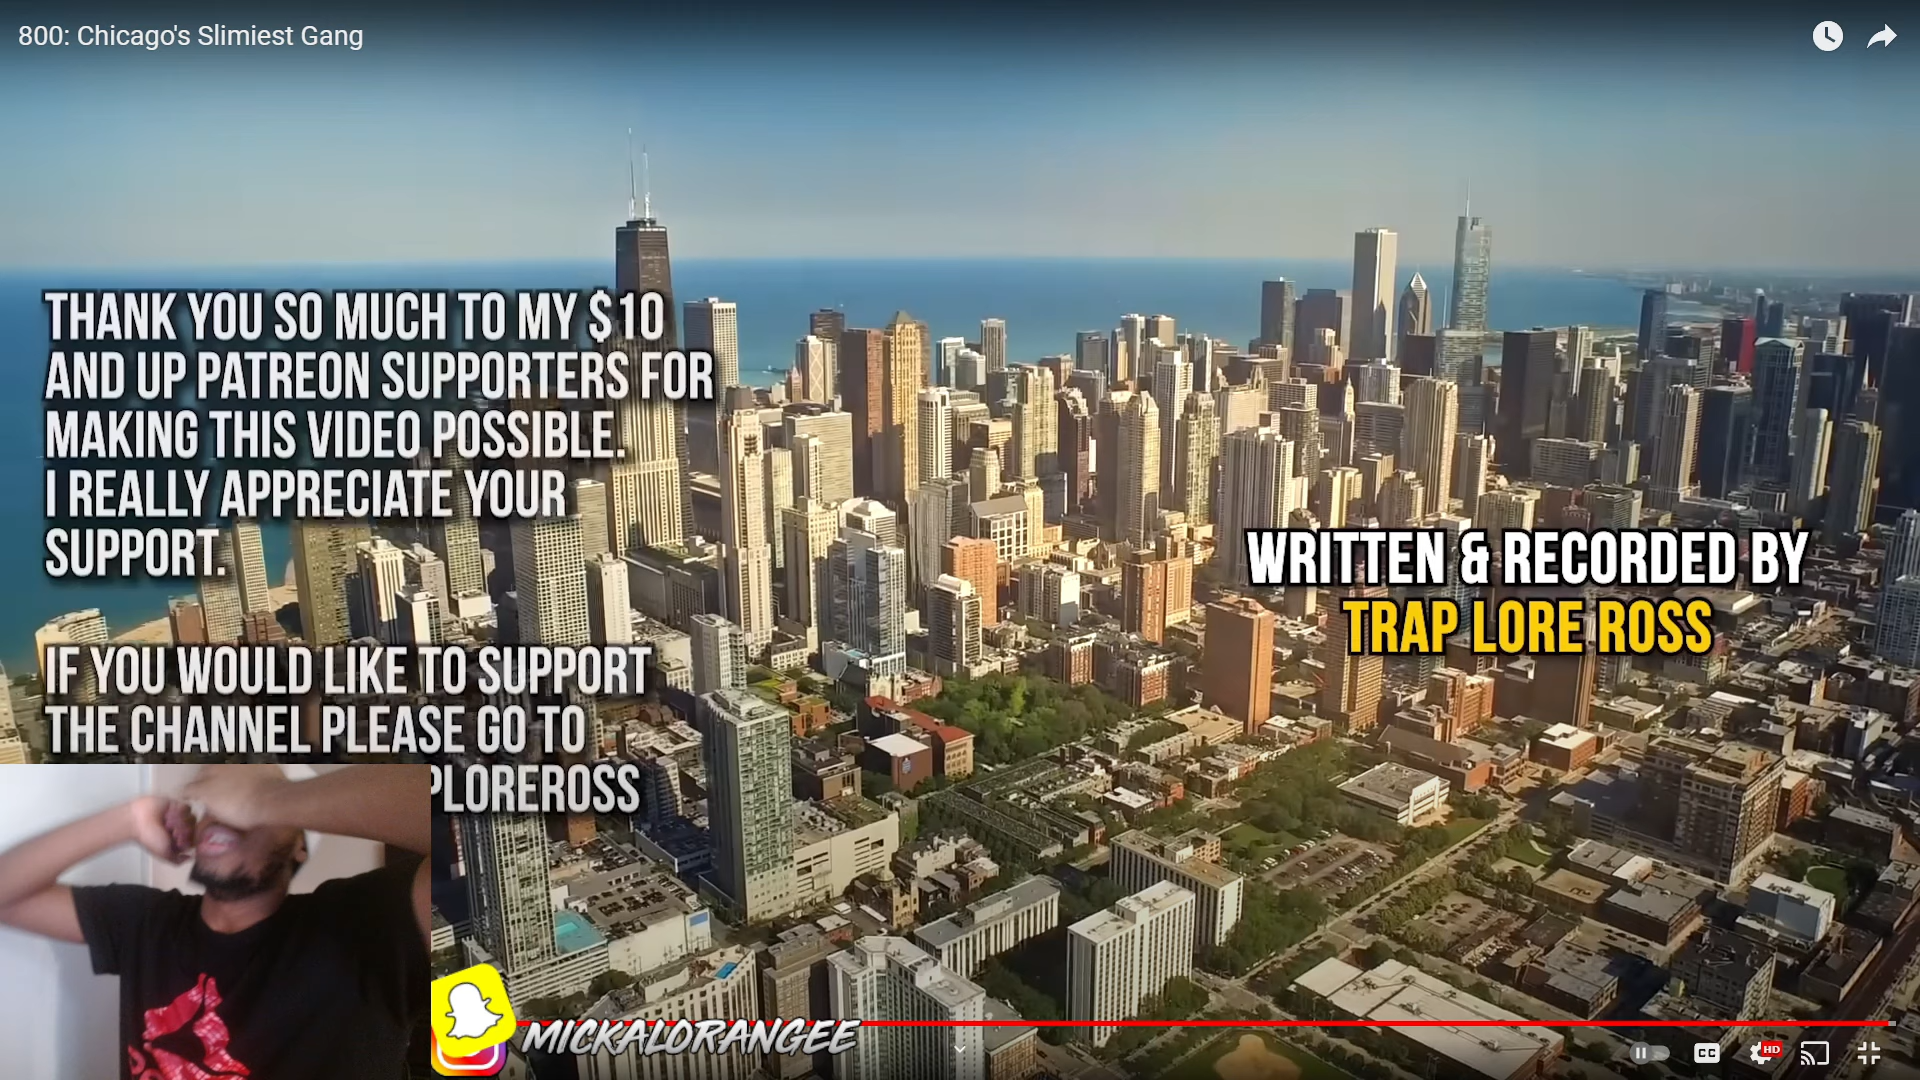 800: Chicago's Slimiest Gang
THANK YOU SO MUCH TO MY $10
AND UP PATREON SUPPORTERS FOR
MAKING THIS VIDEO POSSIBLE.
I REALLY APPRECIATE YOUR
SUPPORT.
WRITTEN & RECORDED BY
TRAP LORE ROSS
IF YOU WOULD LIKE TO SUPPORT
THE CHANNEL PLEASE GO TO
PLOREROSS
MICKALORANGEE
CC
HD